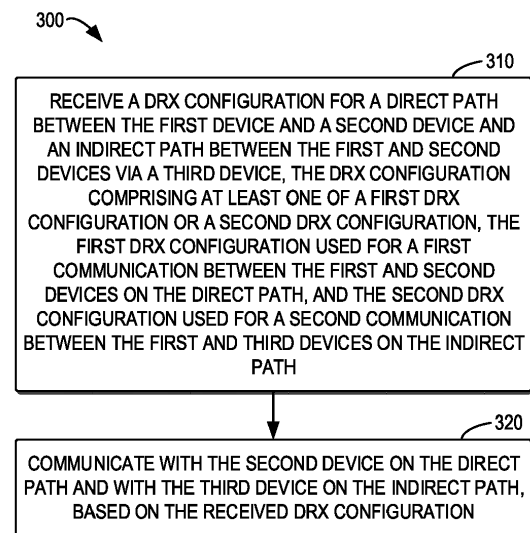 300
310
RECEIVE A DRX CONFIGURATION FOR A DIRECT PATH
BETWEEN THE FIRST DEVICE AND A SECOND DEVICE AND
AN INDIRECT PATH BETWEEN THE FIRST AND SECOND
DEVICES VIA A THIRD DEVICE, THE DRX CONFIGURATION
COMPRISING AT LEAST ONE OF A FIRST DRX
CONFIGURATION OR A SECOND DRX CONFIGURATION, THE
FIRST DRX CONFIGURATION USED FOR A FIRST
COMMUNICATION BETWEEN THE FIRST AND SECOND
DEVICES ON THE DIRECT PATH, AND THE SECOND DRX
CONFIGURATION USED FOR A SECOND COMMUNICATION
BETWEEN THE FIRST AND THIRD DEVICES ON THE INDIRECT
PATH
320
COMMUNICATE WITH THE SECOND DEVICE ON THE DIRECT
PATH AND WITH THE THIRD DEVICE ON THE INDIRECT PATH,
BASED ON THE RECEIVED DRX CONFIGURATION